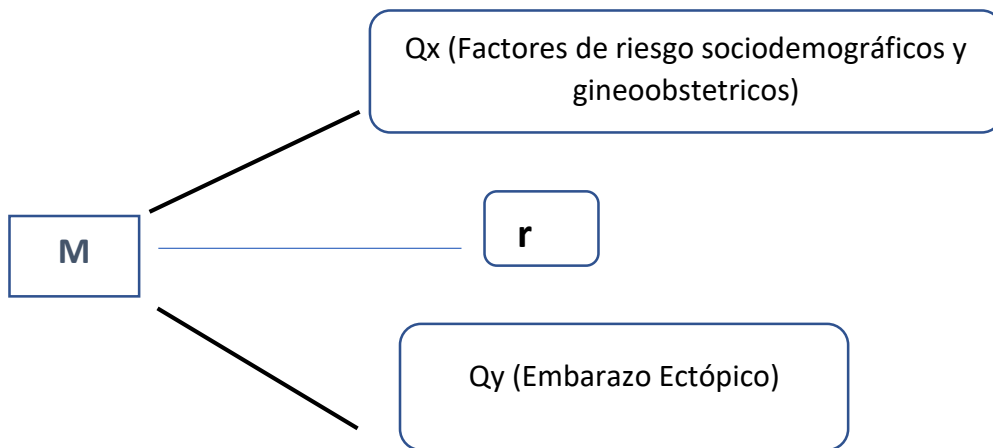 Qx (Factores de riesgo sociodemográficos y
gineoobstetricos)
M
r
Qy (Embarazo Ectópico)